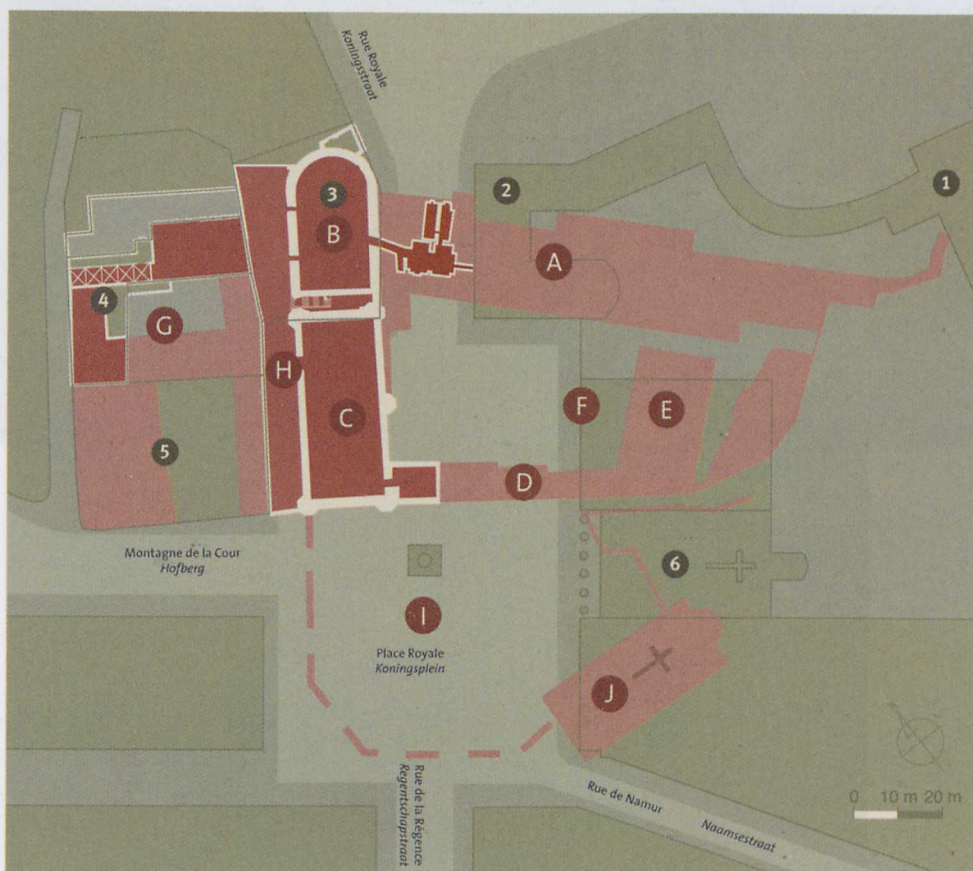 Rue Royale
Koningsstraat
1
2
3
B
A
4
G
H
C
F
E
5
D
Montagne de la Cour
Hofberg
6
I
Place Royale
Koningsplein
J
Rue de la Régence
Regentschapstraat
Rue de Namur
Naamsestraat
0 10 m 20 m